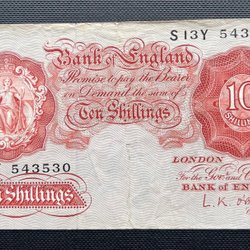 S13Y 543
Bank of England
Promise to pay the Bearer
on Demand the sum of
Ten Shillings
10
543530
LONDON
For the Gov: and
BANK of EN
L.K. O'B
Shillings